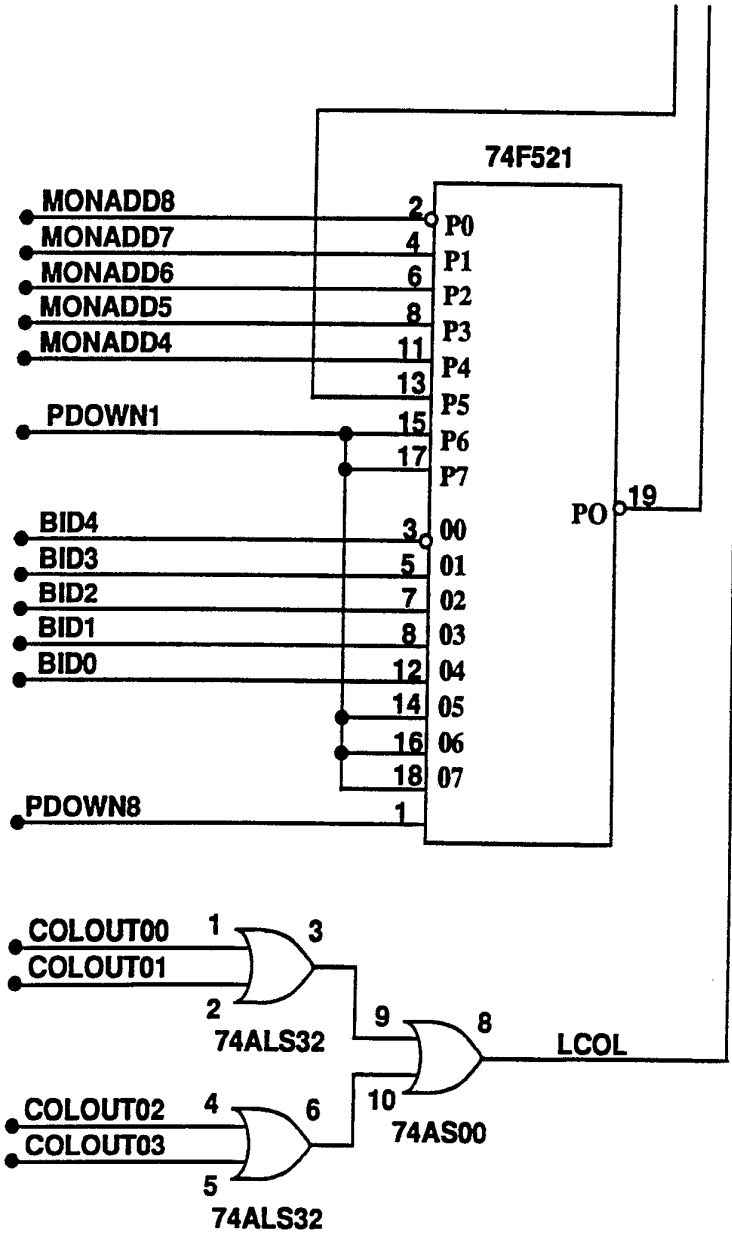 74F521
MONADD8 2 P0
MONADD7 4 P1
MONADD6 6 P2
MONADD5 8 P3
MONADD4 11 P4
13 P5
PDOWN1 15 P6
17 P7
PO 19
BID4 3 00
BID3 5 01
BID2 7 02
BID1 8 03
BID0 12 04
14 05
16 06
18 07
PDOWN8 1
COLOUT00 1 3
COLOUT01
2
74ALS32
9 8
LCOL
10
74AS00
COLOUT02 4 6
COLOUT03
5
74ALS32